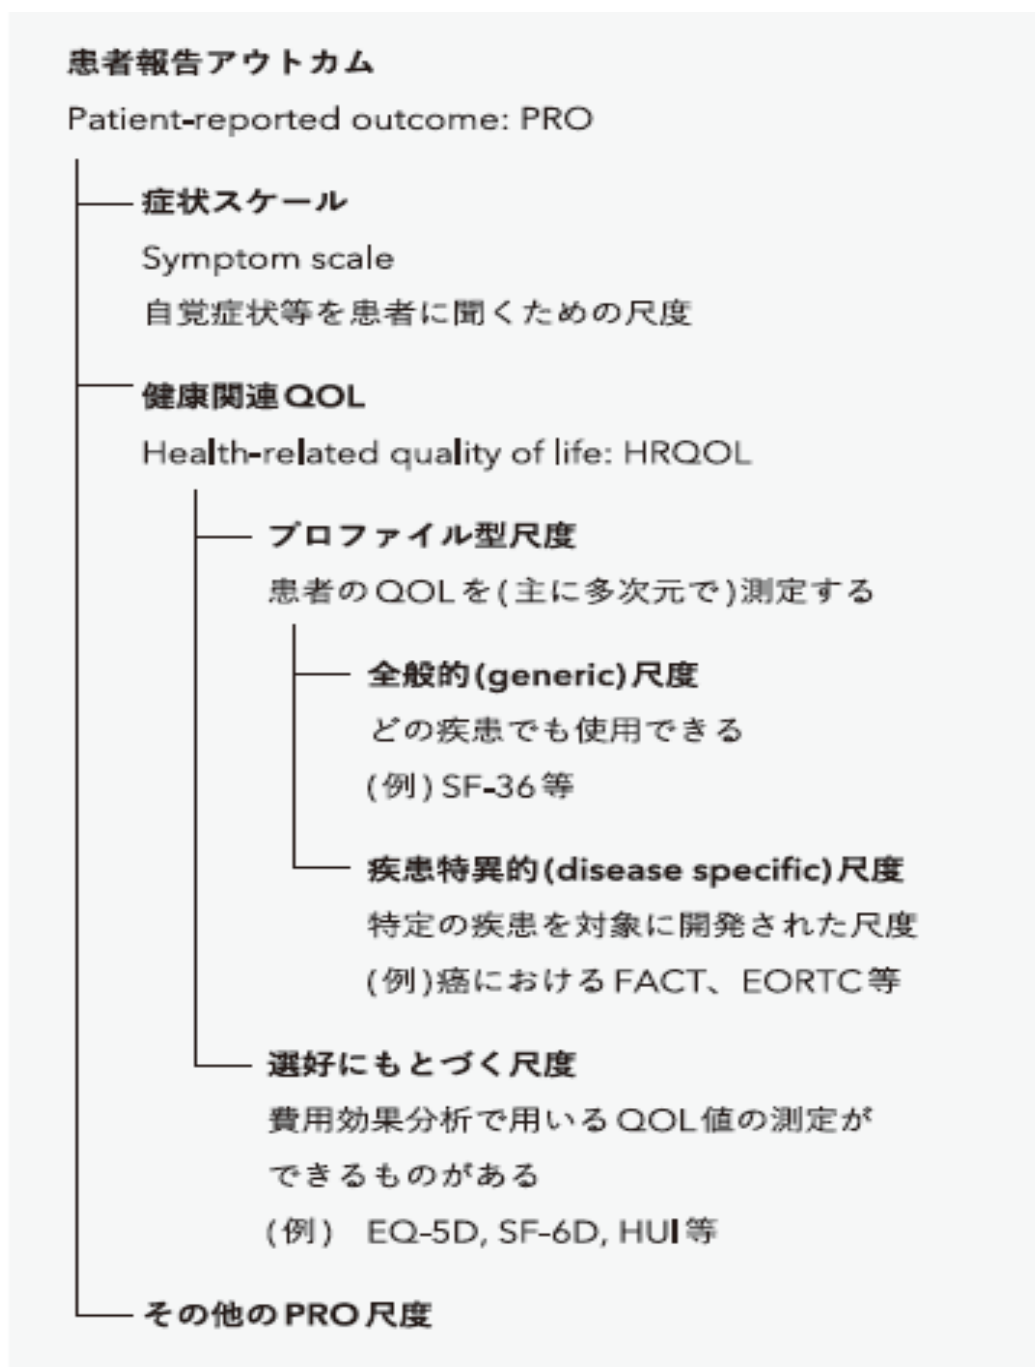 患者報告アウトカム
Patient-reported outcome: PRO
症状スケール
Symptom scale
自覚症状等を患者に聞くための尺度
健康関連QOL
Health-related quality of life: HRQOL
プロファイル型尺度
患者のQOLを(主に多次元で)測定する
全般的(generic)尺度
どの疾患でも使用できる
(例)SF-36等
疾患特異的(disease specific)尺度
特定の疾患を対象に開発された尺度
(例)癌におけるFACT、EORTC等
選好にもとづく尺度
費用効果分析で用いるQOL値の測定が
できるものがある
(例) EQ-5D, SF-6D, HUI等
その他のPRO尺度